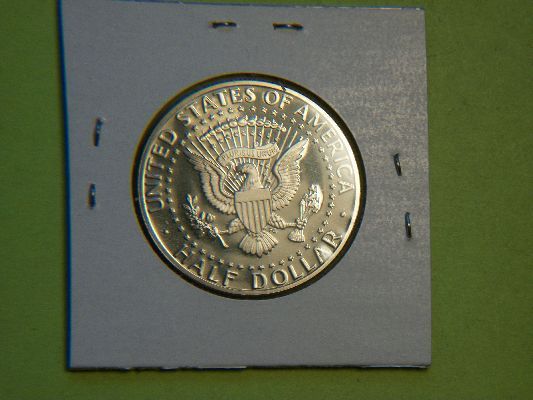 UNITED STATES OF AMERICA
HALF DOLLAR